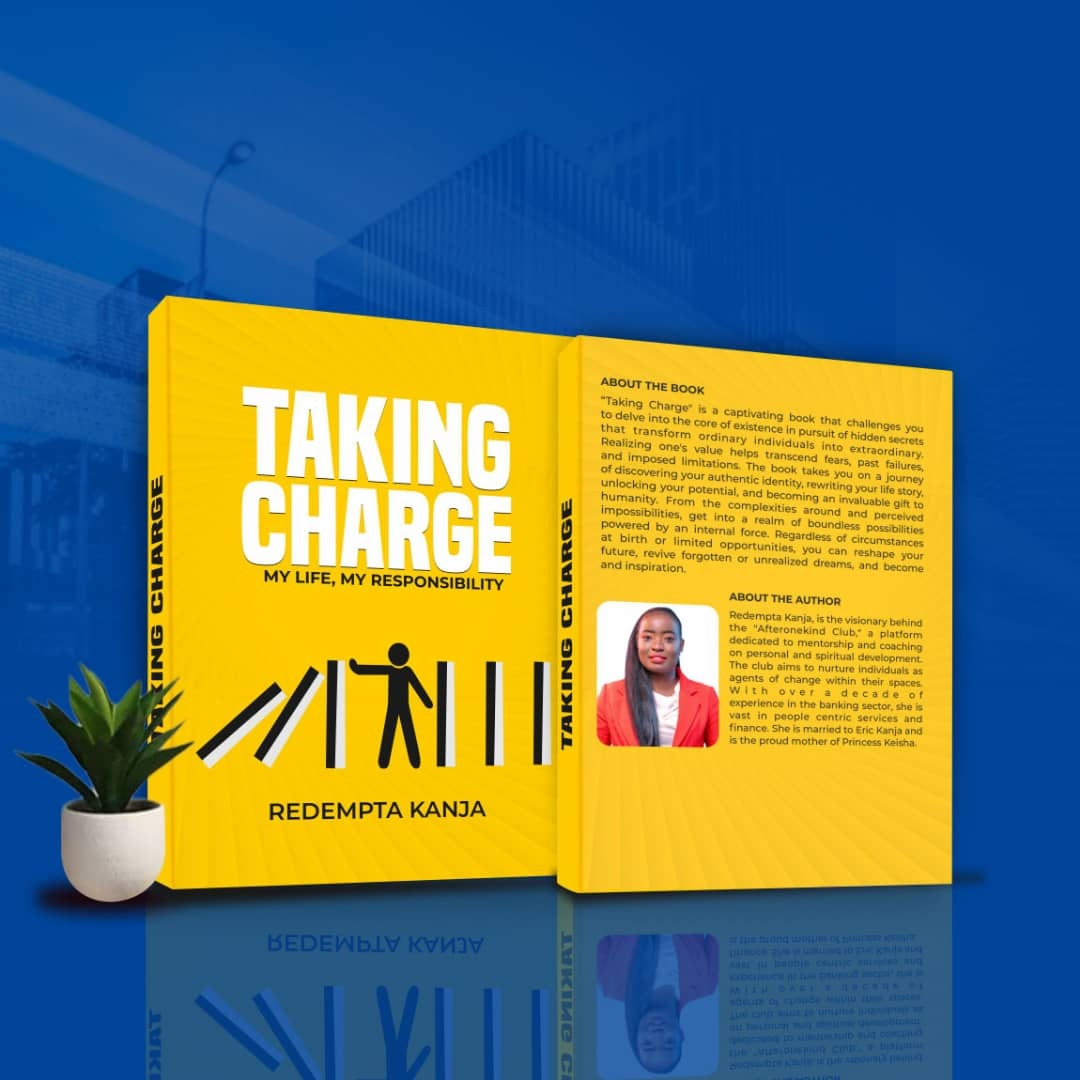 TAKING CHARGE
TAKING
CHARGE
MY LIFE, MY RESPONSIBILITY
REDEMPTA KANJA
TAKING CHARGE
ABOUT THE BOOK
"Taking Charge" is a captivating book that challenges you
to delve into the core of existence in pursuit of hidden secrets
that transform ordinary individuals into extraordinary.
Realizing one's value helps transcend fears, past failures,
and imposed limitations. The book takes you on a journey
of discovering your authentic identity, rewriting your life story,
unlocking your potential, and becoming an invaluable gift to
humanity. From the complexities around and perceived
impossibilities, get into a realm of boundless possibilities
powered by an internal force. Regardless of circumstances
at birth or limited opportunities, you can reshape your
future, revive forgotten or unrealized dreams, and become
and inspiration.
ABOUT THE AUTHOR
Redempta Kanja, is the visionary behind
the "Afteronekind Club," a platform
dedicated to mentorship and coaching
on personal and spiritual development.
The club aims to nurture individuals as
agents of change within their spaces.
With over a decade of
experience in the banking sector, she is
vast in people centric services and
finance. She is married to Eric Kanja and
is the proud mother of Princess Keisha.